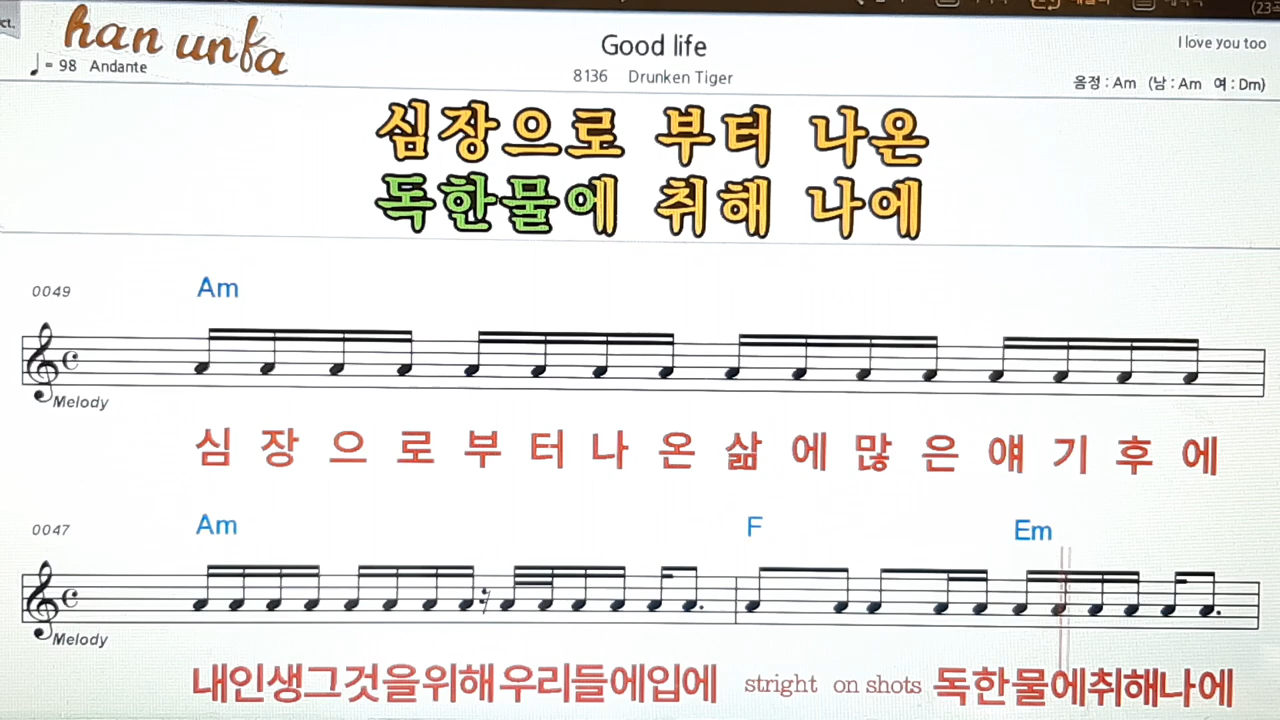 ct.
han unfa
Good life
I love you too
♩ = 98 Andante
8136 Drunken Tiger
음정 : Am (남 : Am 여 : Dm)
심장으로 부터 나온
독한물에 취해 나에
0049 Am
Melody
심 장 으 로 부 터 나 온 삶 에 많 은 얘 기 후 에
0047 Am F Em
Melody
내인생그것을위해우리들에입에 stright on shots 독한물에취해나에